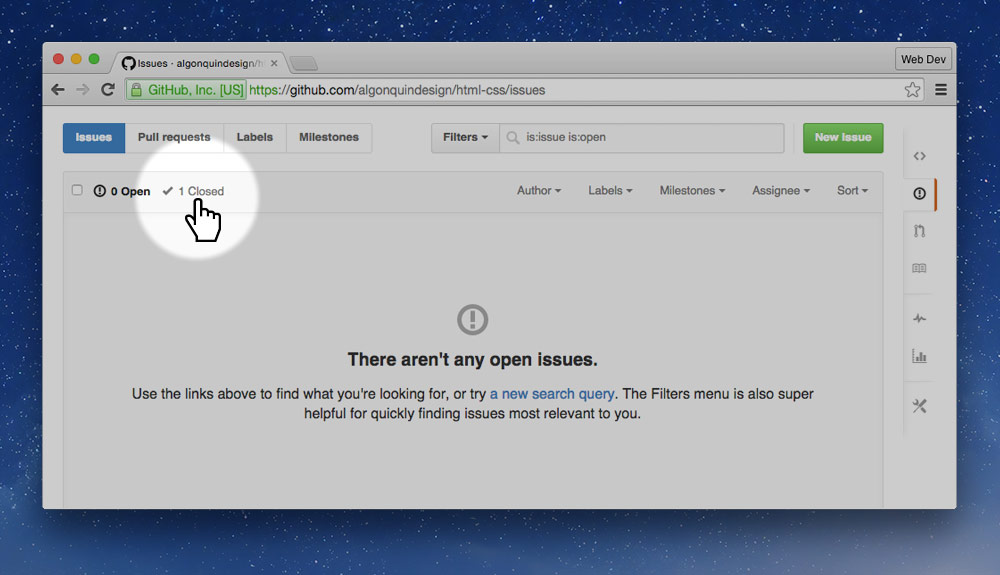 Issues · algonquindesign/h
Web Dev
GitHub, Inc. [US] https://github.com/algonquindesign/html-css/issues
Issues Pull requests Labels Milestones Filters is:issue is:open New Issue
0 Open 1 Closed Author Labels Milestones Assignee Sort
There aren't any open issues.
Use the links above to find what you're looking for, or try a new search query. The Filters menu is also super
helpful for quickly finding issues most relevant to you.